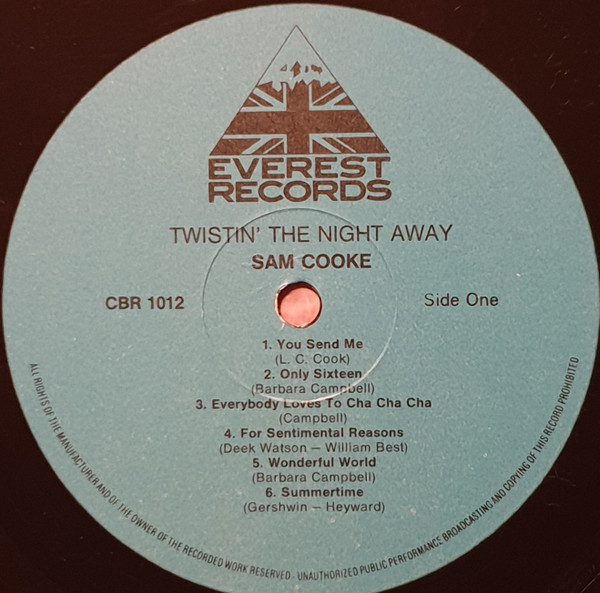 EVEREST
RECORDS
TWISTIN' THE NIGHT AWAY
SAM COOKE
CBR 1012
Side One
1. You Send Me
(L. C. Cook)
2. Only Sixteen
(Barbara Campbell)
3. Everybody Loves To Cha Cha Cha
(Campbell)
4. For Sentimental Reasons
(Deek Watson – William Best)
5. Wonderful World
(Barbara Campbell)
6. Summertime
(Gershwin – Heyward)
ALL RIGHTS OF THE MANUFACTURER AND OF THE OWNER OF THE RECORDED WORK RESERVED · UNAUTHORIZED PUBLIC PERFORMANCE BROADCASTING AND COPYING OF THIS RECORD PROHIBITED